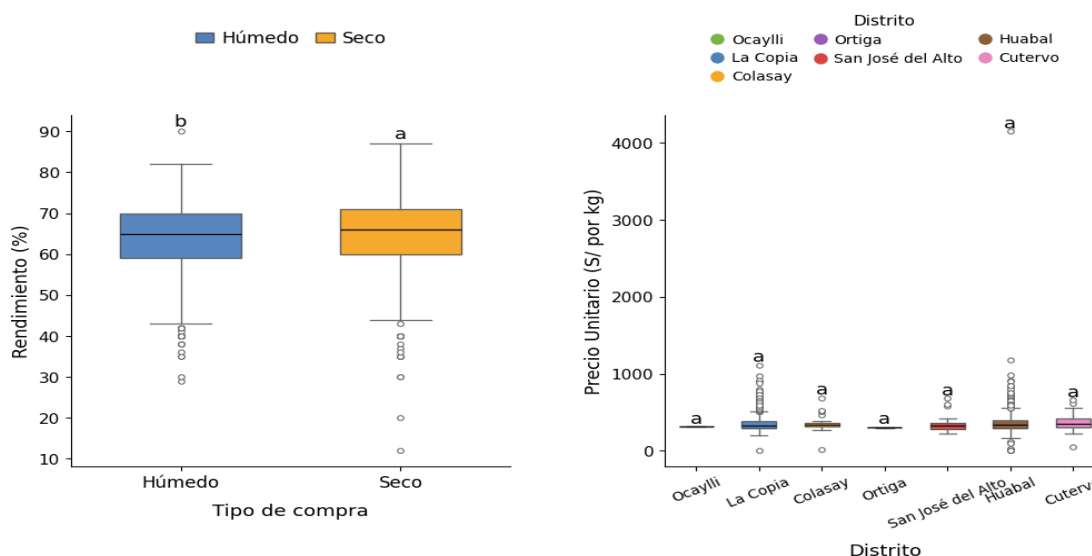 Húmedo Seco
b
a
Rendimiento (%)
90
80
70
60
50
40
30
20
10
Húmedo Seco
Tipo de compra
Distrito
Ocaylli Ortiga Huabal
La Copia San José del Alto Cutervo
Colasay
a
Precio Unitario (S/ por kg)
4000
3000
2000
1000
0
a a a a a a
Ocaylli La Copia Colasay Ortiga San José del Alto Huabal Cutervo
Distrito